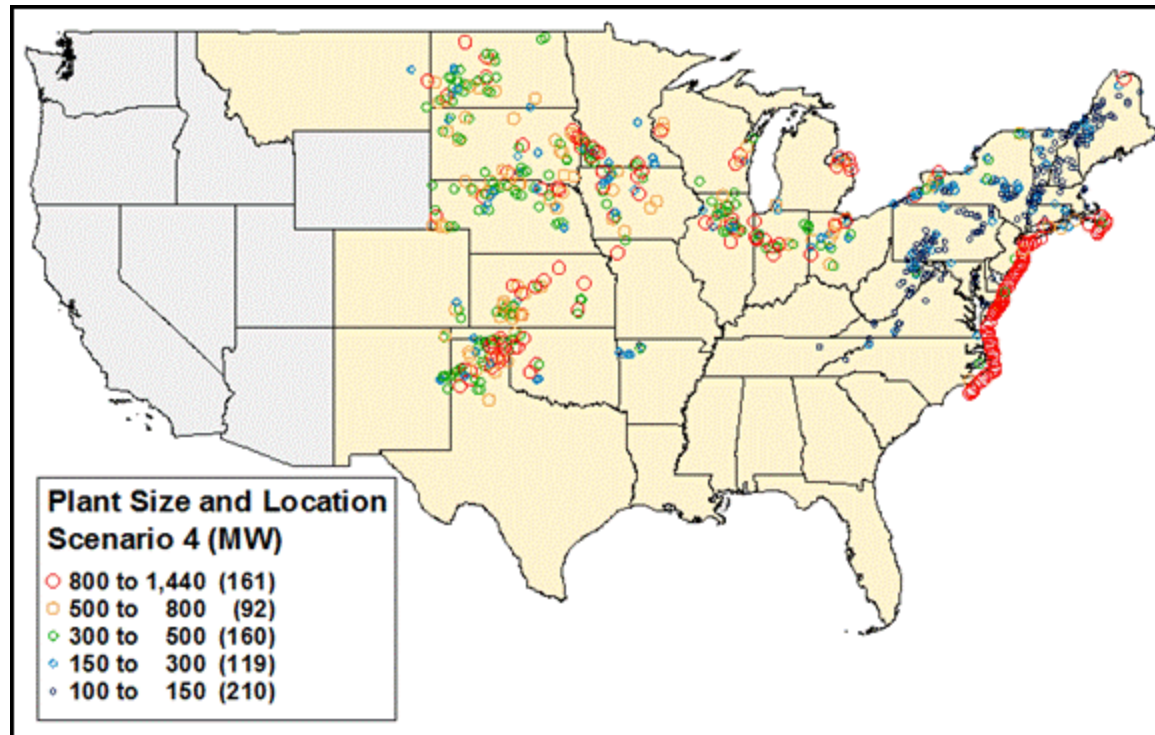 Plant Size and Location
Scenario 4 (MW)
800 to 1,440 (161)
500 to 800 (92)
300 to 500 (160)
150 to 300 (119)
100 to 150 (210)